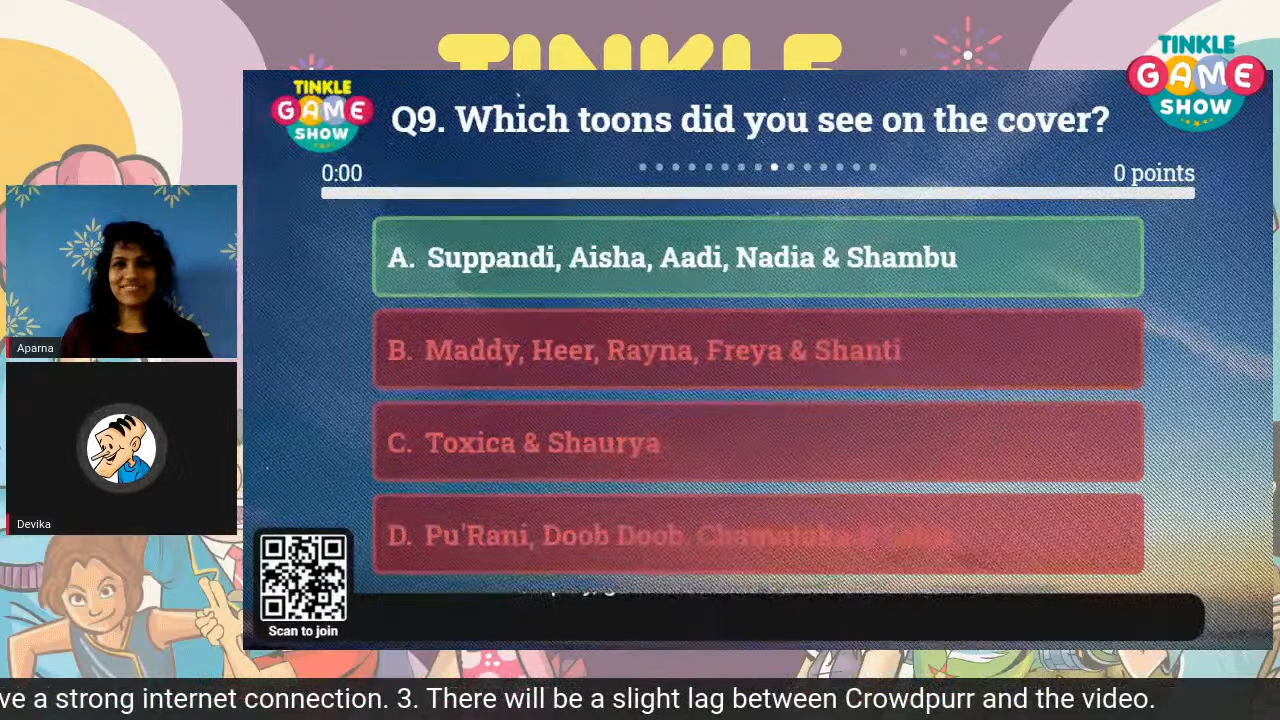 TINKLE
TINKLE
GAME
SHOW
TINKLE
GAME
SHOW
Q9. Which toons did you see on the cover?
0:00
0 points
A. Suppandi, Aisha, Aadi, Nadia & Shambu
B. Maddy, Heer, Rayna, Freya & Shanti
C. Toxica & Shaurya
D. Pu'Rani, Doob Doob, Chamataka &
Aparna
Devika
Scan to join
ve a strong internet connection. 3. There will be a slight lag between Crowdpurr and the video.